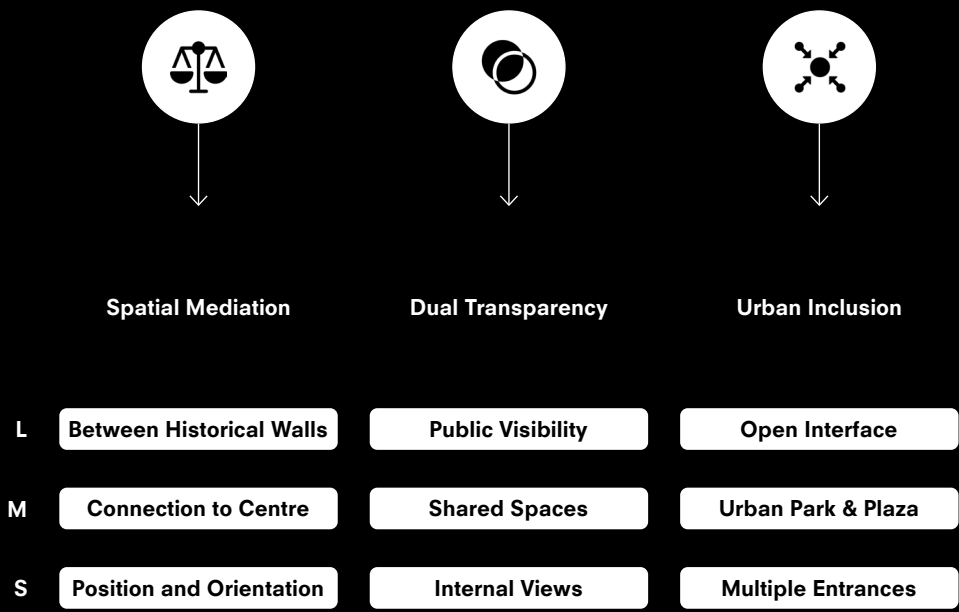 Spatial Mediation
Dual Transparency
Urban Inclusion
L Between Historical Walls Public Visibility Open Interface
M Connection to Centre Shared Spaces Urban Park & Plaza
S Position and Orientation Internal Views Multiple Entrances